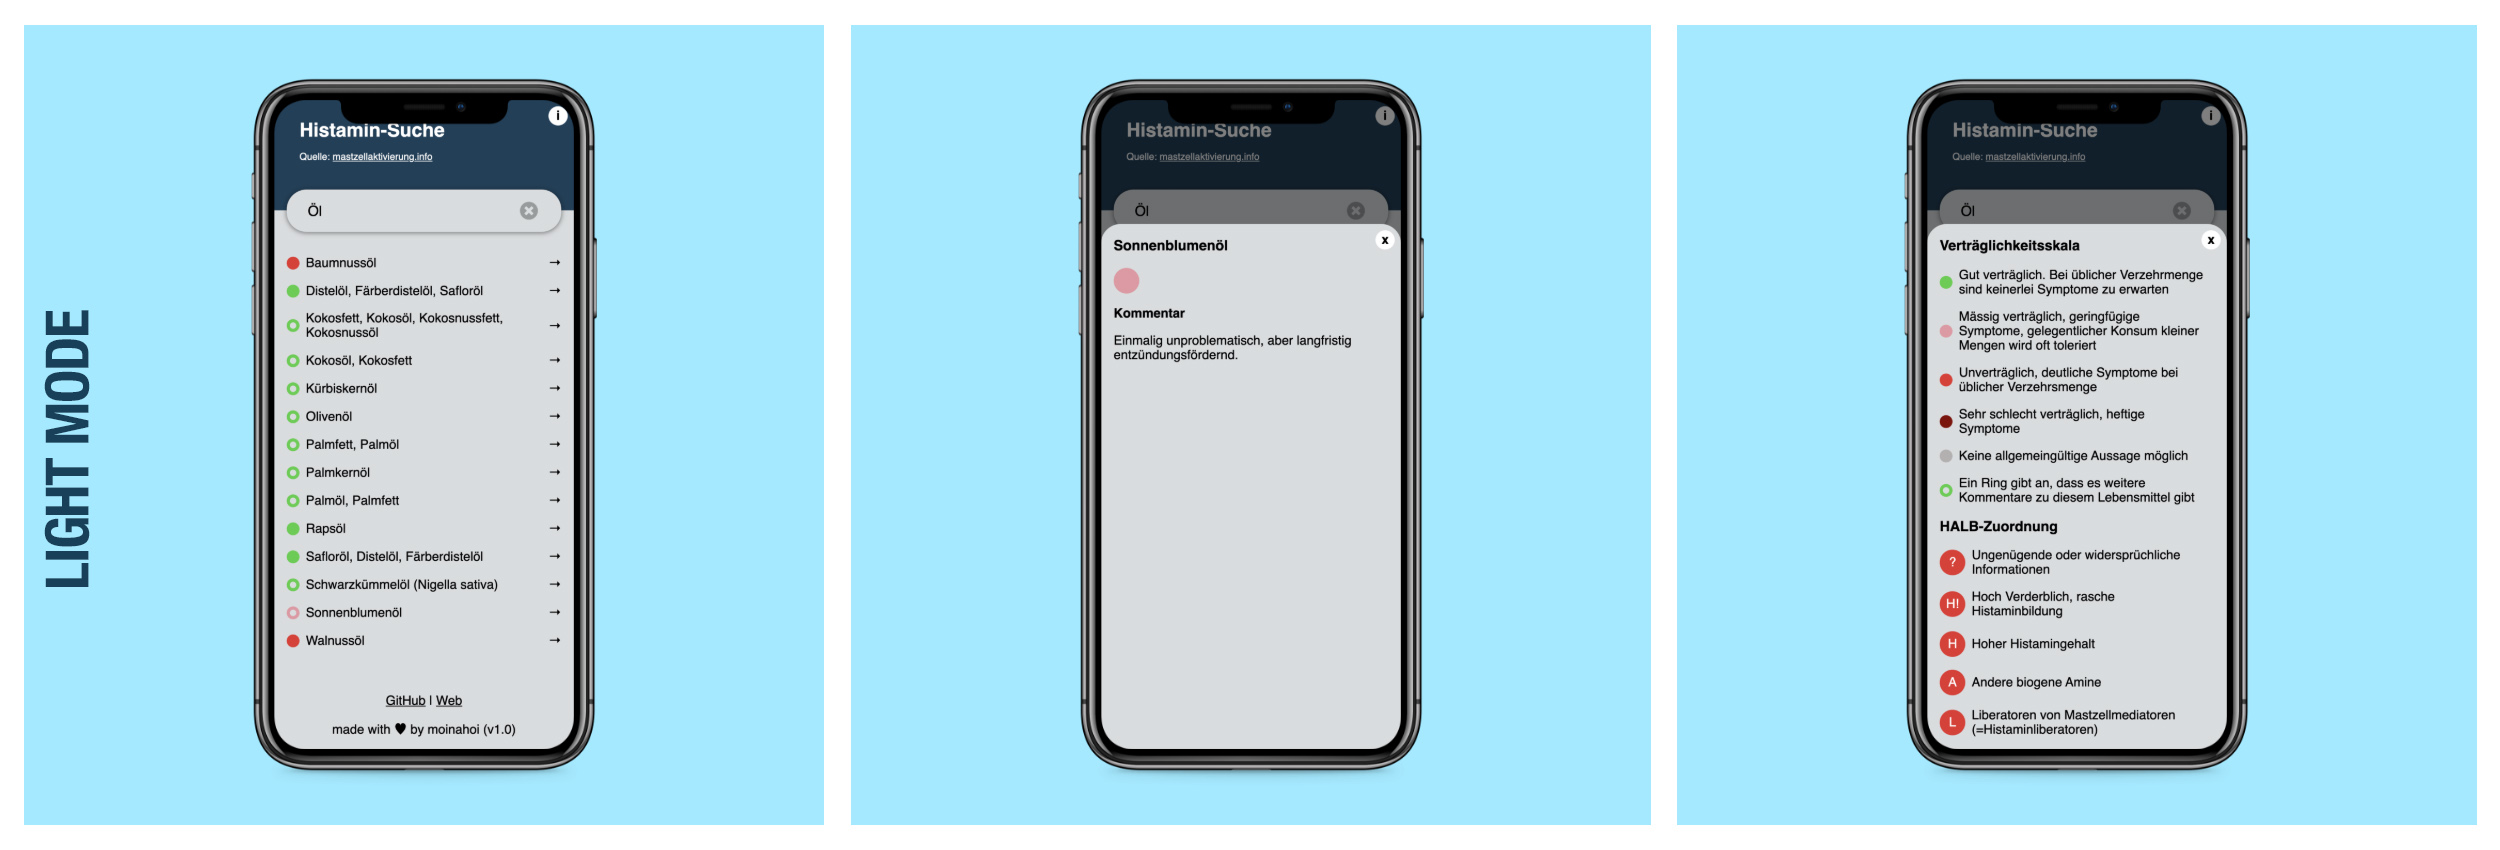 LIGHT MODE
i
Histamin-Suche
Quelle: mastzellaktivierung.info
Öl
Baumnussöl →
Distelöl, Färberdistelöl, Safloröl →
Kokosfett, Kokosöl, Kokosnussfett,
Kokosnussöl →
Kokosöl, Kokosfett →
Kürbiskernöl →
Olivenöl →
Palmfett, Palmöl →
Palmkernöl →
Palmöl, Palmfett →
Rapsöl →
Safloröl, Distelöl, Färberdistelöl →
Schwarzkümmelöl (Nigella sativa) →
Sonnenblumenöl →
Walnussöl →
GitHub | Web
made with ♥ by moinahoi (v1.0)
i
Histamin-Suche
Quelle: mastzellaktivierung.info
Öl
Sonnenblumenöl x
Kommentar
Einmalig unproblematisch, aber langfristig
entzündungsfördernd.
i
Histamin-Suche
Quelle: mastzellaktivierung.info
Öl
Verträglichkeitsskala x
Gut verträglich. Bei üblicher Verzehrmenge
sind keinerlei Symptome zu erwarten
Mässig verträglich, geringfügige
Symptome, gelegentlicher Konsum kleiner
Mengen wird oft toleriert
Unverträglich, deutliche Symptome bei
üblicher Verzehrsmenge
Sehr schlecht verträglich, heftige
Symptome
Keine allgemeingültige Aussage möglich
Ein Ring gibt an, dass es weitere
Kommentare zu diesem Lebensmittel gibt
HALB-Zuordnung
? Ungenügende oder widersprüchliche
Informationen
H! Hoch Verderblich, rasche
Histaminbildung
H Hoher Histamingehalt
A Andere biogene Amine
L Liberatoren von Mastzellmediatoren
(=Histaminliberatoren)